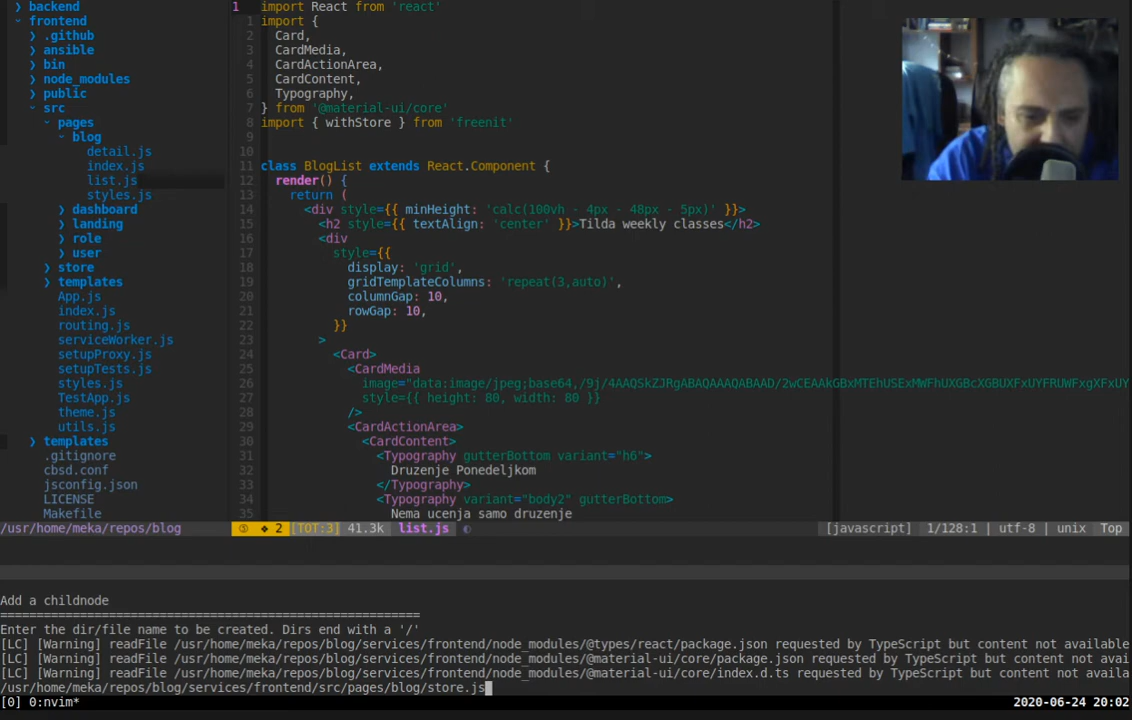 ❯ backend
⌄ frontend
❯ .github
❯ ansible
❯ bin
❯ node_modules
❯ public
⌄ src
⌄ pages
⌄ blog
detail.js
index.js
list.js
styles.js
❯ dashboard
❯ landing
❯ role
❯ user
❯ store
❯ templates
App.js
index.js
routing.js
serviceWorker.js
setupProxy.js
setupTests.js
styles.js
TestApp.js
theme.js
utils.js
❯ templates
.gitignore
cbsd.conf
jsconfig.json
LICENSE
Makefile
/usr/home/meka/repos/blog
1 import React from 'react'
1 import {
2 Card,
3 CardMedia,
4 CardActionArea,
5 CardContent,
6 Typography,
7 } from '@material-ui/core'
8 import { withStore } from 'freenit'
9
10
11 class BlogList extends React.Component {
12 render() {
13 return (
14 <div style={{ minHeight: 'calc(100vh - 4px - 48px - 5px)' }}>
15 <h2 style={{ textAlign: 'center' }}>Tilda weekly classes</h2>
16 <div
17 style={{
18 display: 'grid',
19 gridTemplateColumns: 'repeat(3,auto)',
20 columnGap: 10,
21 rowGap: 10,
22 }}
23 >
24 <Card>
25 <CardMedia
26 image="data:image/jpeg;base64,/9j/4AAQSkZJRgABAQAAAQABAAD/2wCEAAkGBxMTEhUSExMWFhUXGBcXGBUXFxUYFRUWFxgXFxUY
27 style={{ height: 80, width: 80 }}
28 />
29 <CardActionArea>
30 <CardContent>
31 <Typography gutterBottom variant="h6">
32 Druzenje Ponedeljkom
33 </Typography>
34 <Typography variant="body2" gutterBottom>
35 Nema ucenja samo druzenje
⑤ ❖ 2 [TOT:3] 41.3k list.js [javascript] 1/128:1 | utf-8 | unix Top
Add a childnode
==========================================================
Enter the dir/file name to be created. Dirs end with a '/'
[LC] [Warning] readFile /usr/home/meka/repos/blog/services/frontend/node_modules/@types/react/package.json requested by TypeScript but content not available
[LC] [Warning] readFile /usr/home/meka/repos/blog/services/frontend/node_modules/@material-ui/core/package.json requested by TypeScript but content not avai
[LC] [Warning] readFile /usr/home/meka/repos/blog/services/frontend/node_modules/@material-ui/core/index.d.ts requested by TypeScript but content not availa
/usr/home/meka/repos/blog/services/frontend/src/pages/blog/store.js
[0] 0:nvim* 2020-06-24 20:02